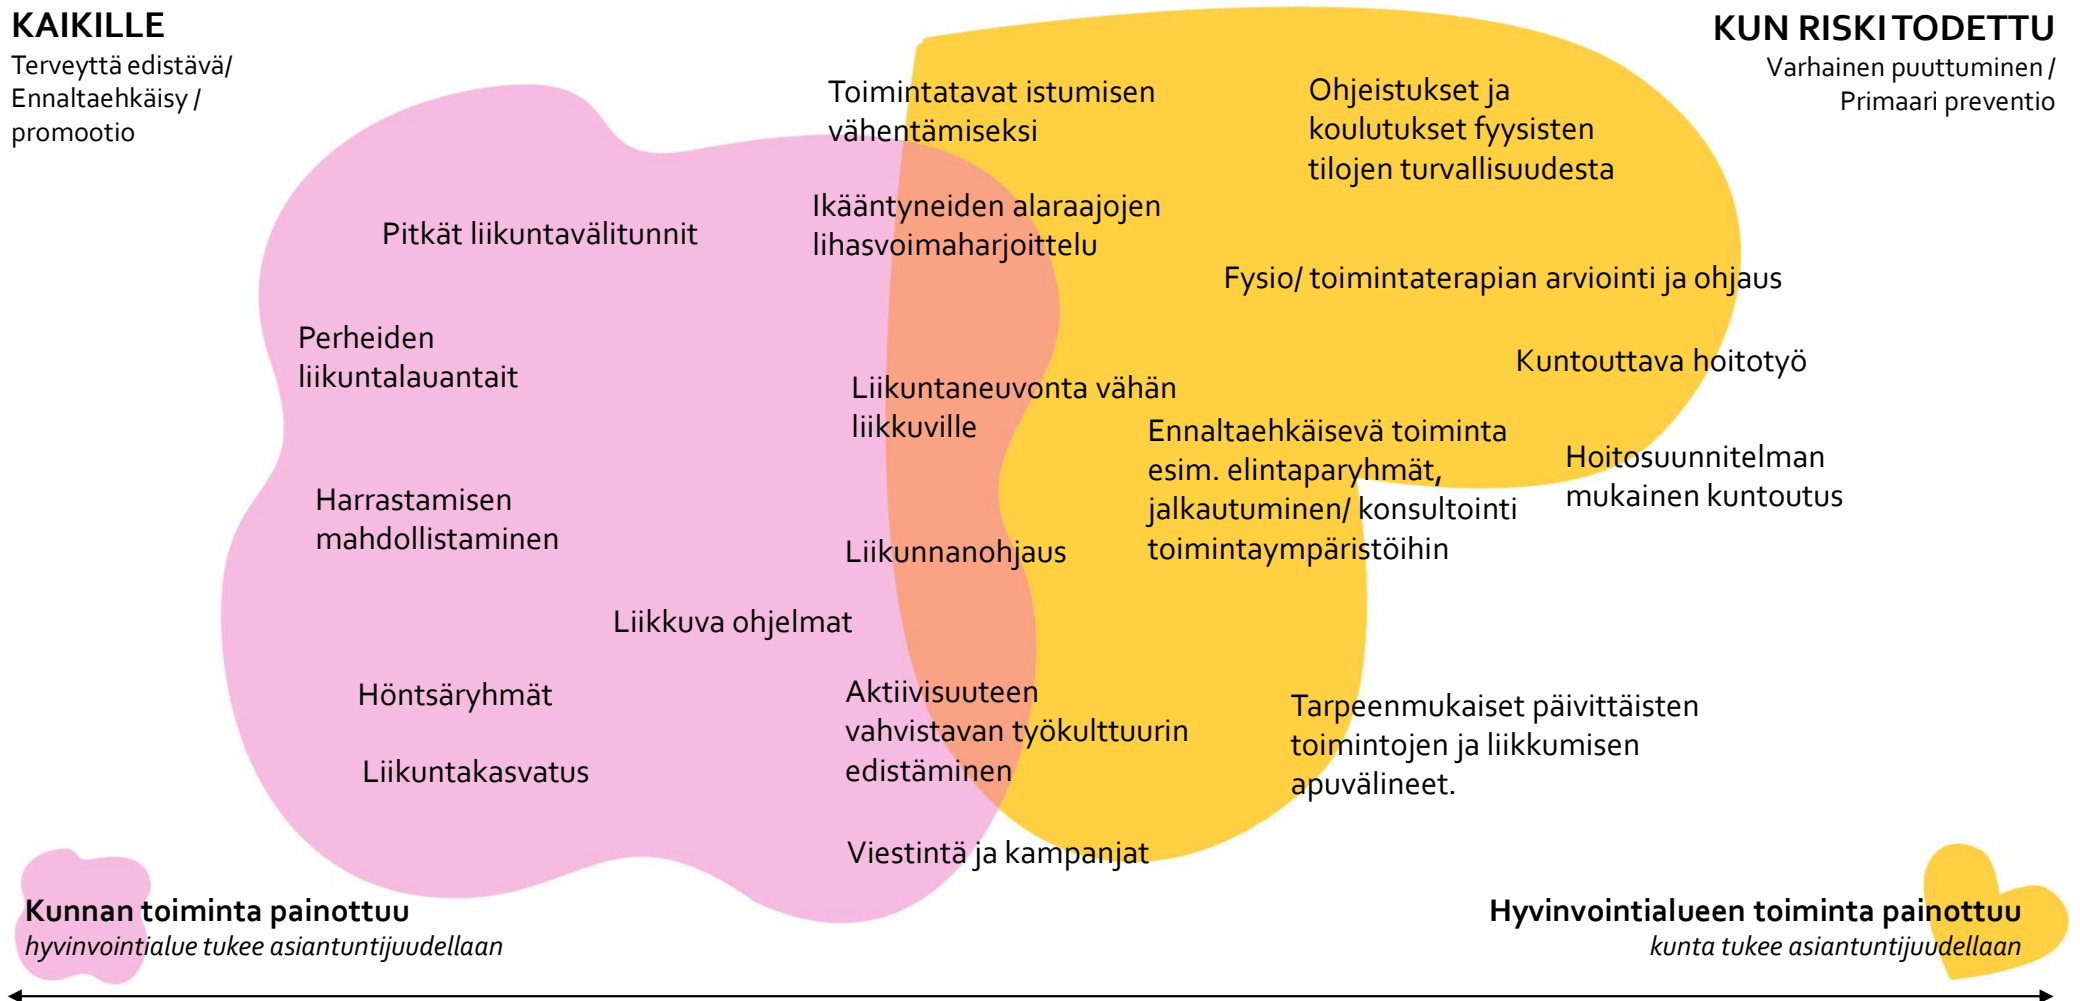 KAIKILLE
Terveyttä edistävä/
Ennaltaehkäisy /
promootio
KUN RISKI TODETTU
Varhainen puuttuminen /
Primaari preventio
Toimintatavat istumisen
vähentämiseksi
Ohjeistukset ja
koulutukset fyysisten
tilojen turvallisuudesta
Pitkät liikuntavälitunnit
Ikääntyneiden alaraajojen
lihasvoimaharjoittelu
Fysio/ toimintaterapian arviointi ja ohjaus
Perheiden
liikuntalauantait
Kuntouttava hoitotyö
Liikuntaneuvonta vähän
liikkuville
Ennaltaehkäisevä toiminta
esim. elintaparyhmät,
jalkautuminen/ konsultointi
toimintaympäristöihin
Hoitosuunnitelman
mukainen kuntoutus
Harrastamisen
mahdollistaminen
Liikunnanohjaus
Liikkuva ohjelmat
Höntsäryhmät
Aktiivisuuteen
vahvistavan työkulttuurin
edistäminen
Tarpeenmukaiset päivittäisten
toimintojen ja liikkumisen
apuvälineet.
Liikuntakasvatus
Viestintä ja kampanjat
Kunnan toiminta painottuu
hyvinvointialue tukee asiantuntijuudellaan
Hyvinvointialueen toiminta painottuu
kunta tukee asiantuntijuudellaan